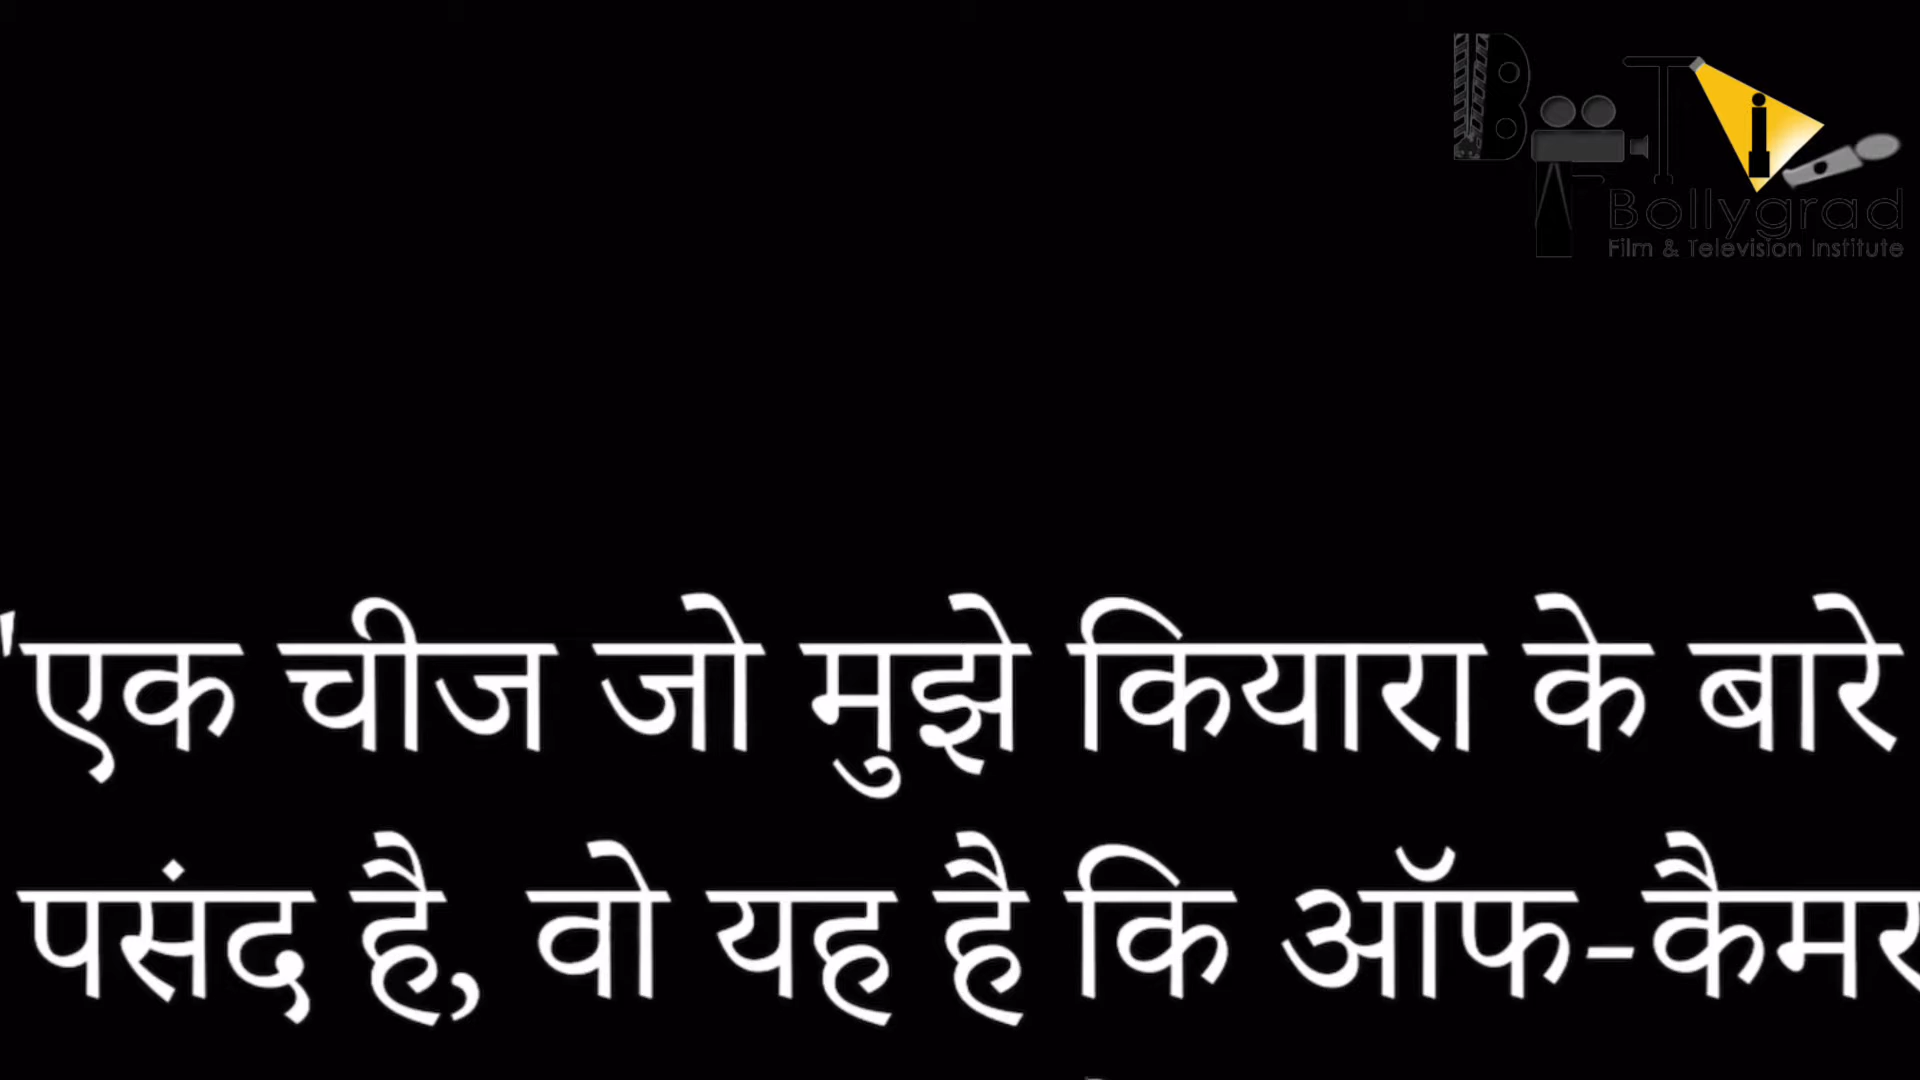 Bollygrad
Film & Television Institute
'एक चीज जो मुझे कियारा के बारे
पसंद है, वो यह है कि ऑफ-कैमर